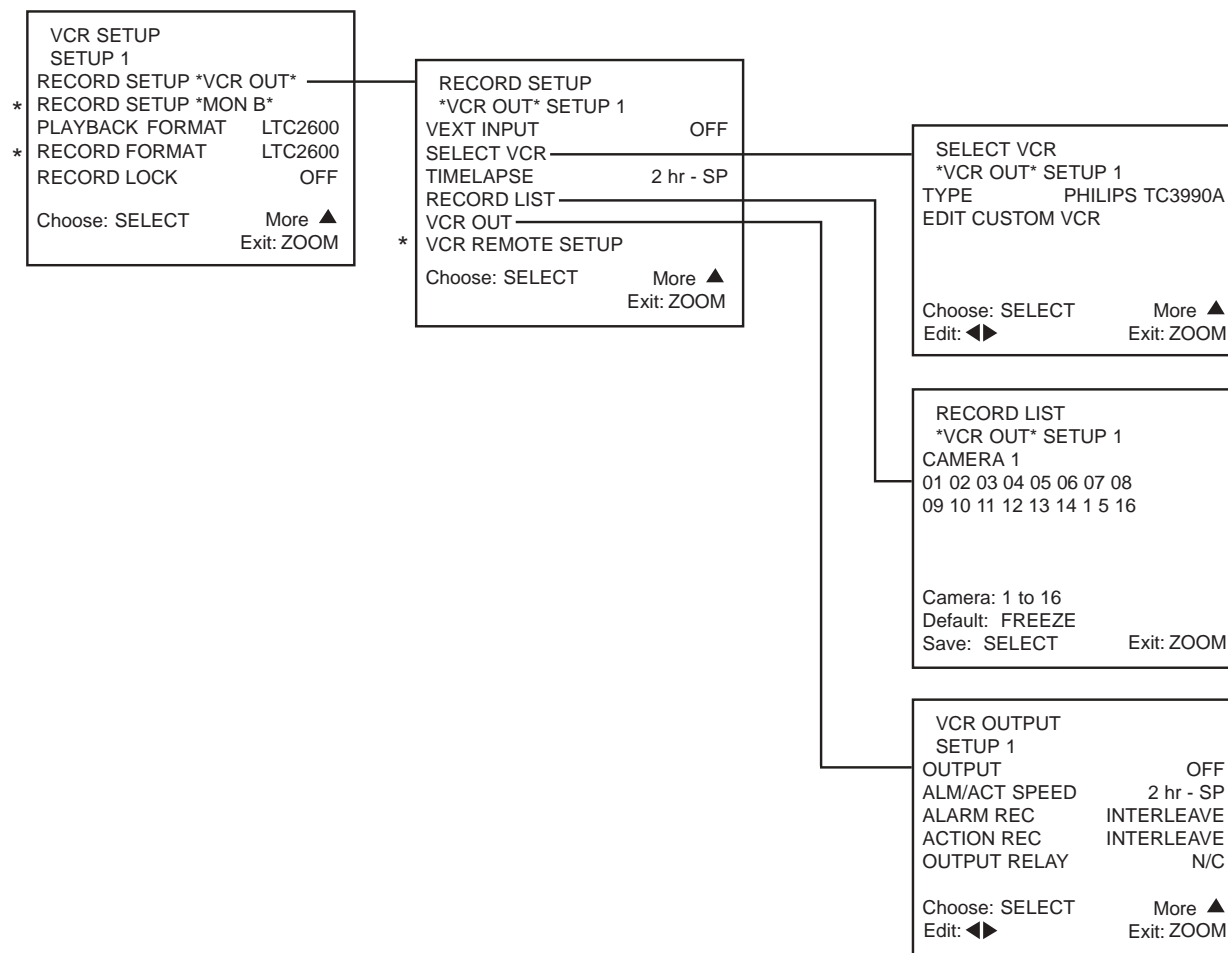 VCR SETUP
SETUP 1
RECORD SETUP *VCR OUT*
* RECORD SETUP *MON B*
PLAYBACK FORMAT LTC2600
* RECORD FORMAT LTC2600
RECORD LOCK OFF
Choose: SELECT More ▲
Exit: ZOOM
RECORD SETUP
*VCR OUT* SETUP 1
VEXT INPUT OFF
SELECT VCR
TIMELAPSE 2 hr - SP
RECORD LIST
VCR OUT
* VCR REMOTE SETUP
Choose: SELECT More ▲
Exit: ZOOM
SELECT VCR
*VCR OUT* SETUP 1
TYPE PHILIPS TC3990A
EDIT CUSTOM VCR
Choose: SELECT More ▲
Edit: ◀▶ Exit: ZOOM
RECORD LIST
*VCR OUT* SETUP 1
CAMERA 1
01 02 03 04 05 06 07 08
09 10 11 12 13 14 1 5 16
Camera: 1 to 16
Default: FREEZE
Save: SELECT Exit: ZOOM
VCR OUTPUT
SETUP 1
OUTPUT OFF
ALM/ACT SPEED 2 hr - SP
ALARM REC INTERLEAVE
ACTION REC INTERLEAVE
OUTPUT RELAY N/C
Choose: SELECT More ▲
Edit: ◀▶ Exit: ZOOM